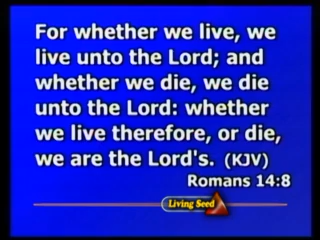 For whether we live, we
live unto the Lord; and
whether we die, we die
unto the Lord: whether
we live therefore, or die,
we are the Lord's. (KJV)
Romans 14:8
Living Seed